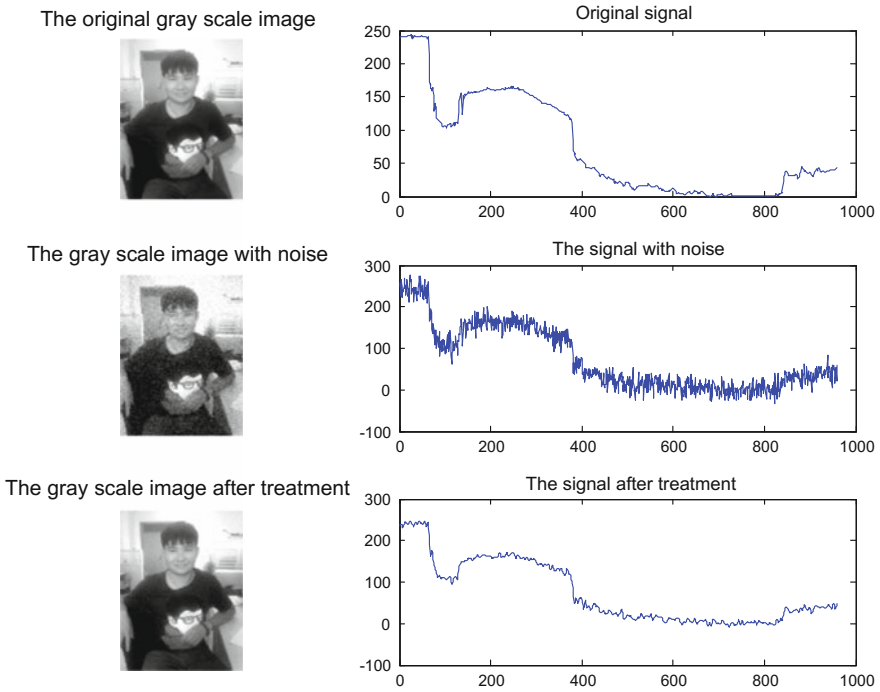 The original gray scale image
Original signal
250
200
150
100
50
0
0 200 400 600 800 1000
The gray scale image with noise
The signal with noise
300
200
100
0
-100
0 200 400 600 800 1000
The gray scale image after treatment
The signal after treatment
300
200
100
0
-100
0 200 400 600 800 1000